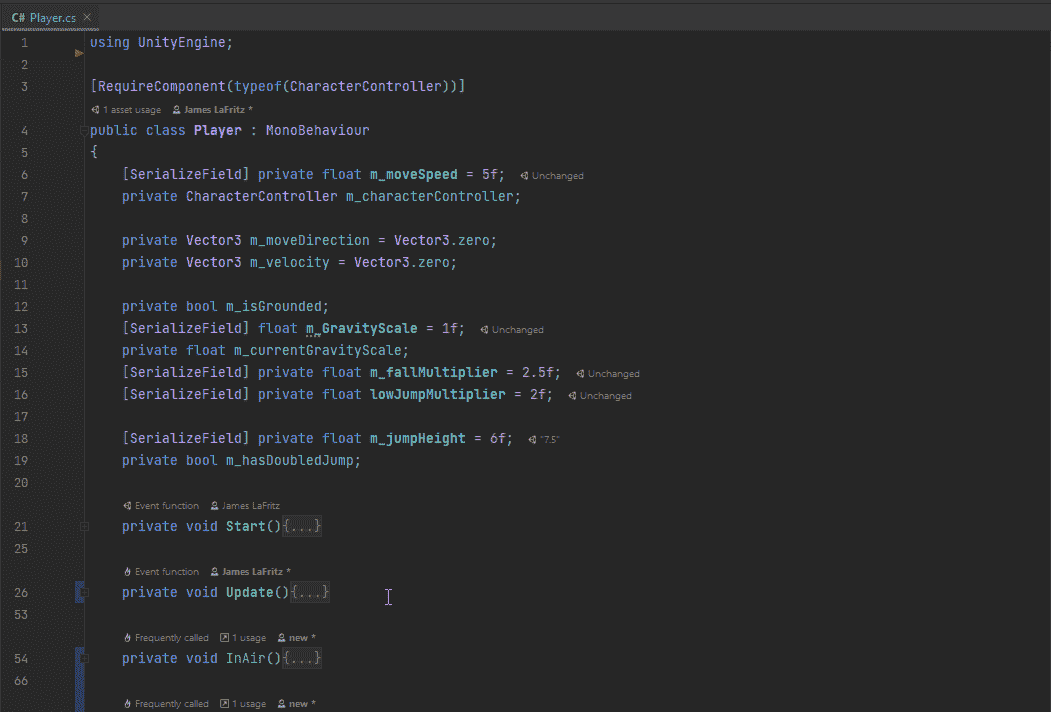 C# Player.cs ×
1 using UnityEngine;
2
3 [RequireComponent(typeof(CharacterController))]
1 asset usage James LaFritz *
4 public class Player : MonoBehaviour
5 {
6 [SerializeField] private float m_moveSpeed = 5f; Unchanged
7 private CharacterController m_characterController;
8
9 private Vector3 m_moveDirection = Vector3.zero;
10 private Vector3 m_velocity = Vector3.zero;
11
12 private bool m_isGrounded;
13 [SerializeField] float m_GravityScale = 1f; Unchanged
14 private float m_currentGravityScale;
15 [SerializeField] private float m_fallMultiplier = 2.5f; Unchanged
16 [SerializeField] private float lowJumpMultiplier = 2f; Unchanged
17
18 [SerializeField] private float m_jumpHeight = 6f; "7.5"
19 private bool m_hasDoubledJump;
20
Event function James LaFritz
21 private void Start(){...}
25
Event function James LaFritz *
26 private void Update(){...}
53
Frequently called 1 usage new *
54 private void InAir(){...}
66
Frequently called 1 usage new *